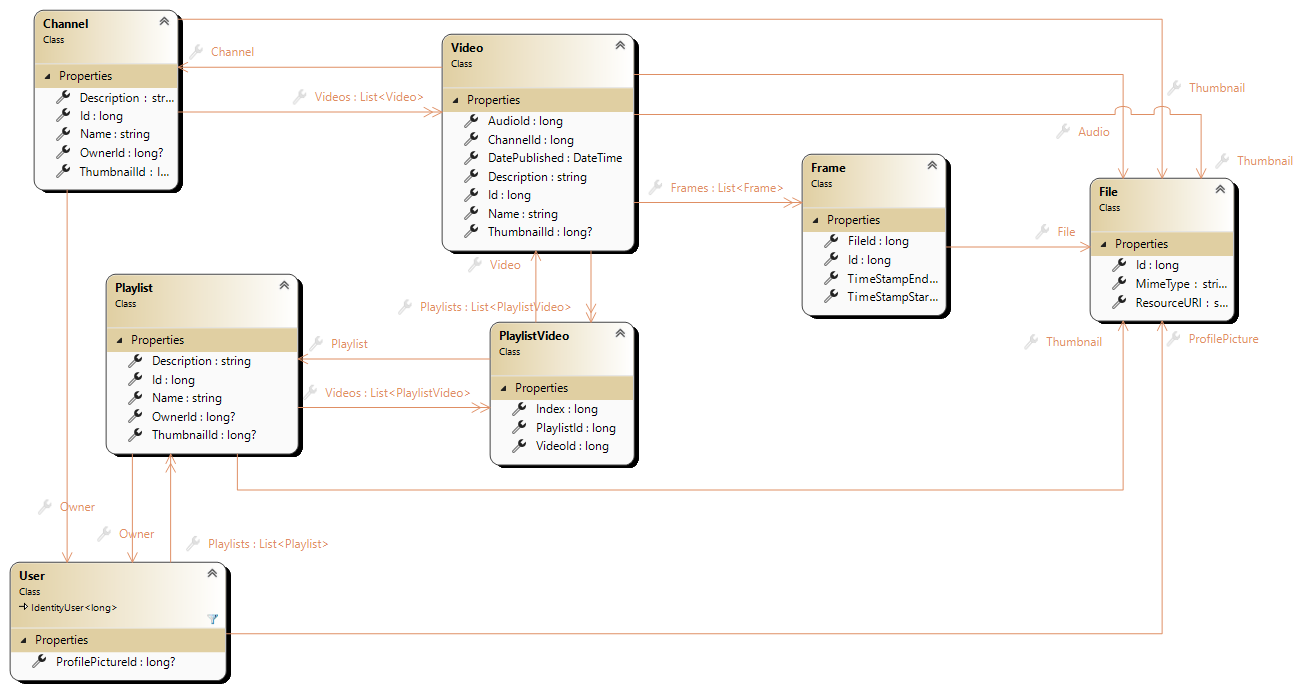 Channel
Class
Properties
Description : str...
Id : long
Name : string
OwnerId : long?
ThumbnailId : l...
Channel
Videos : List<Video>
Video
Class
Properties
AudioId : long
ChannelId : long
DatePublished : DateTime
Description : string
Id : long
Name : string
ThumbnailId : long?
Thumbnail
Audio
Thumbnail
Frames : List<Frame>
Frame
Class
Properties
FileId : long
Id : long
TimeStampEnd...
TimeStampStar...
File
File
Class
Properties
Id : long
MimeType : stri...
ResourceURI : s...
Video
Playlists : List<PlaylistVideo>
Playlist
Class
Properties
Description : string
Id : long
Name : string
OwnerId : long?
ThumbnailId : long?
Playlist
Videos : List<PlaylistVideo>
PlaylistVideo
Class
Properties
Index : long
PlaylistId : long
VideoId : long
Thumbnail
ProfilePicture
Owner
Owner
Playlists : List<Playlist>
User
Class
IdentityUser<long>
Properties
ProfilePictureId : long?